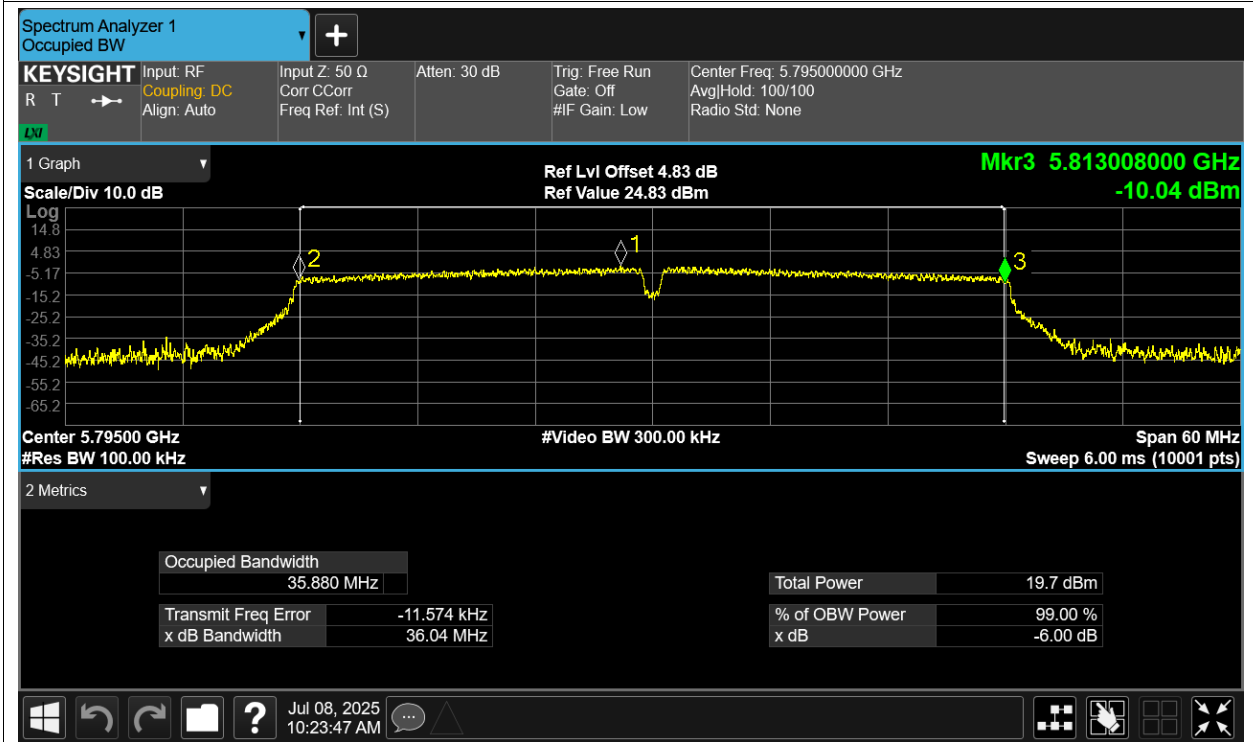 Spectrum Analyzer 1
Occupied BW
KEYSIGHT
R T
LXI
Input: RF
Coupling: DC
Align: Auto
Input Z: 50 Ω
Corr CCorr
Freq Ref: Int (S)
Atten: 30 dB
Trig: Free Run
Gate: Off
#IF Gain: Low
Center Freq: 5.795000000 GHz
Avg|Hold: 100/100
Radio Std: None
1 Graph
Scale/Div 10.0 dB
Ref Lvl Offset 4.83 dB
Ref Value 24.83 dBm
Mkr3 5.813008000 GHz
-10.04 dBm
Log
14.8
4.83
-5.17
-15.2
-25.2
-35.2
-45.2
-55.2
-65.2
2
1
3
Center 5.79500 GHz
#Video BW 300.00 kHz
Span 60 MHz
#Res BW 100.00 kHz
Sweep 6.00 ms (10001 pts)
2 Metrics
Occupied Bandwidth
35.880 MHz
Total Power 19.7 dBm
Transmit Freq Error -11.574 kHz
% of OBW Power 99.00 %
x dB Bandwidth 36.04 MHz
x dB -6.00 dB
?
Jul 08, 2025
10:23:47 AM